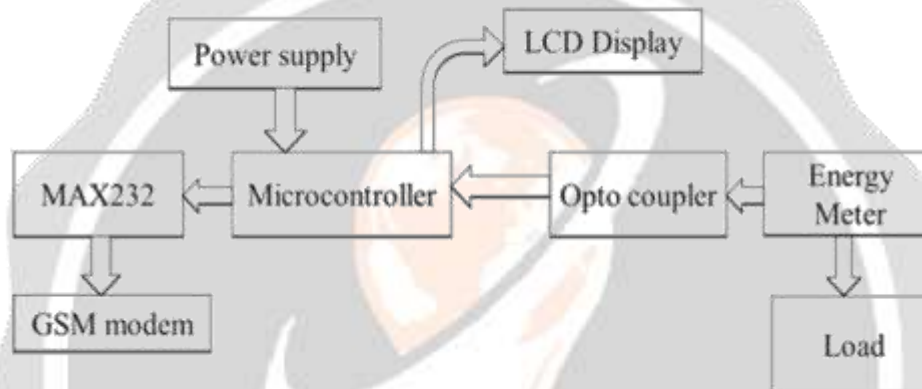 Power supply
LCD Display
MAX232
Microcontroller
Opto coupler
Energy
Meter
GSM modem
Load